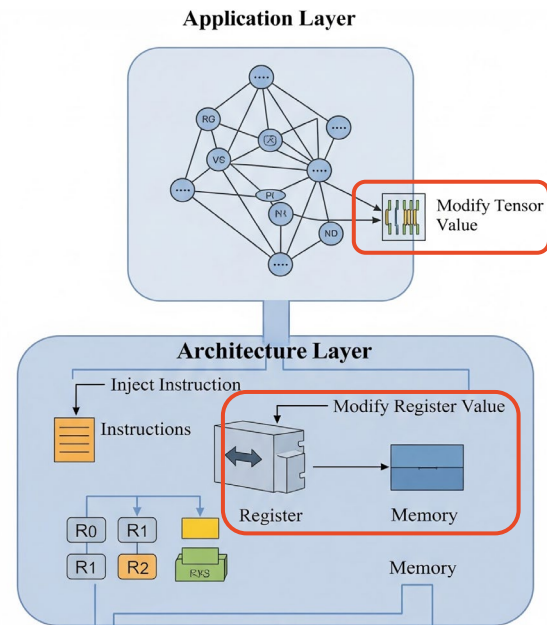 Application Layer
....
RG
....
VS
....
....
P(
ND
....
Modify Tensor
Value
Architecture Layer
Inject Instruction
Modify Register Value
Instructions
Register
Memory
R0
R1
R1
R2
Memory